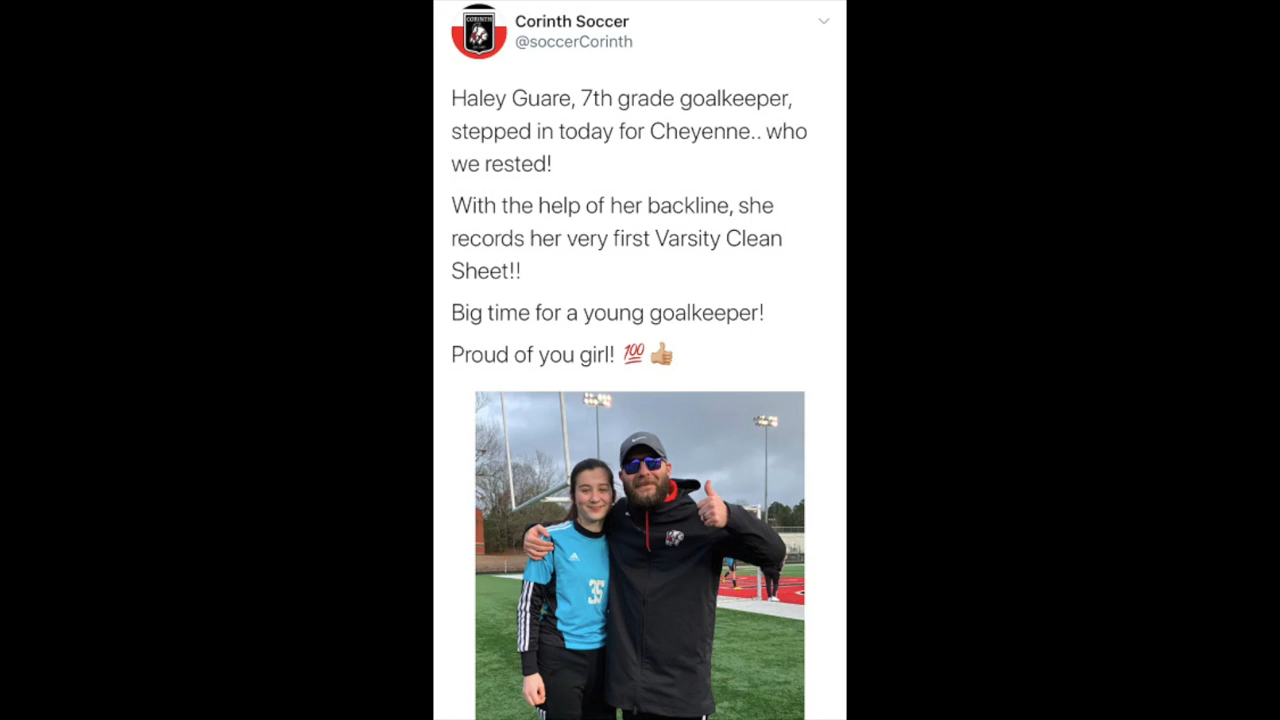 CORINTH
Corinth Soccer
@soccerCorinth
Haley Guare, 7th grade goalkeeper,
stepped in today for Cheyenne.. who
we rested!
With the help of her backline, she
records her very first Varsity Clean
Sheet!!
Big time for a young goalkeeper!
Proud of you girl! 💯👍🏼
35